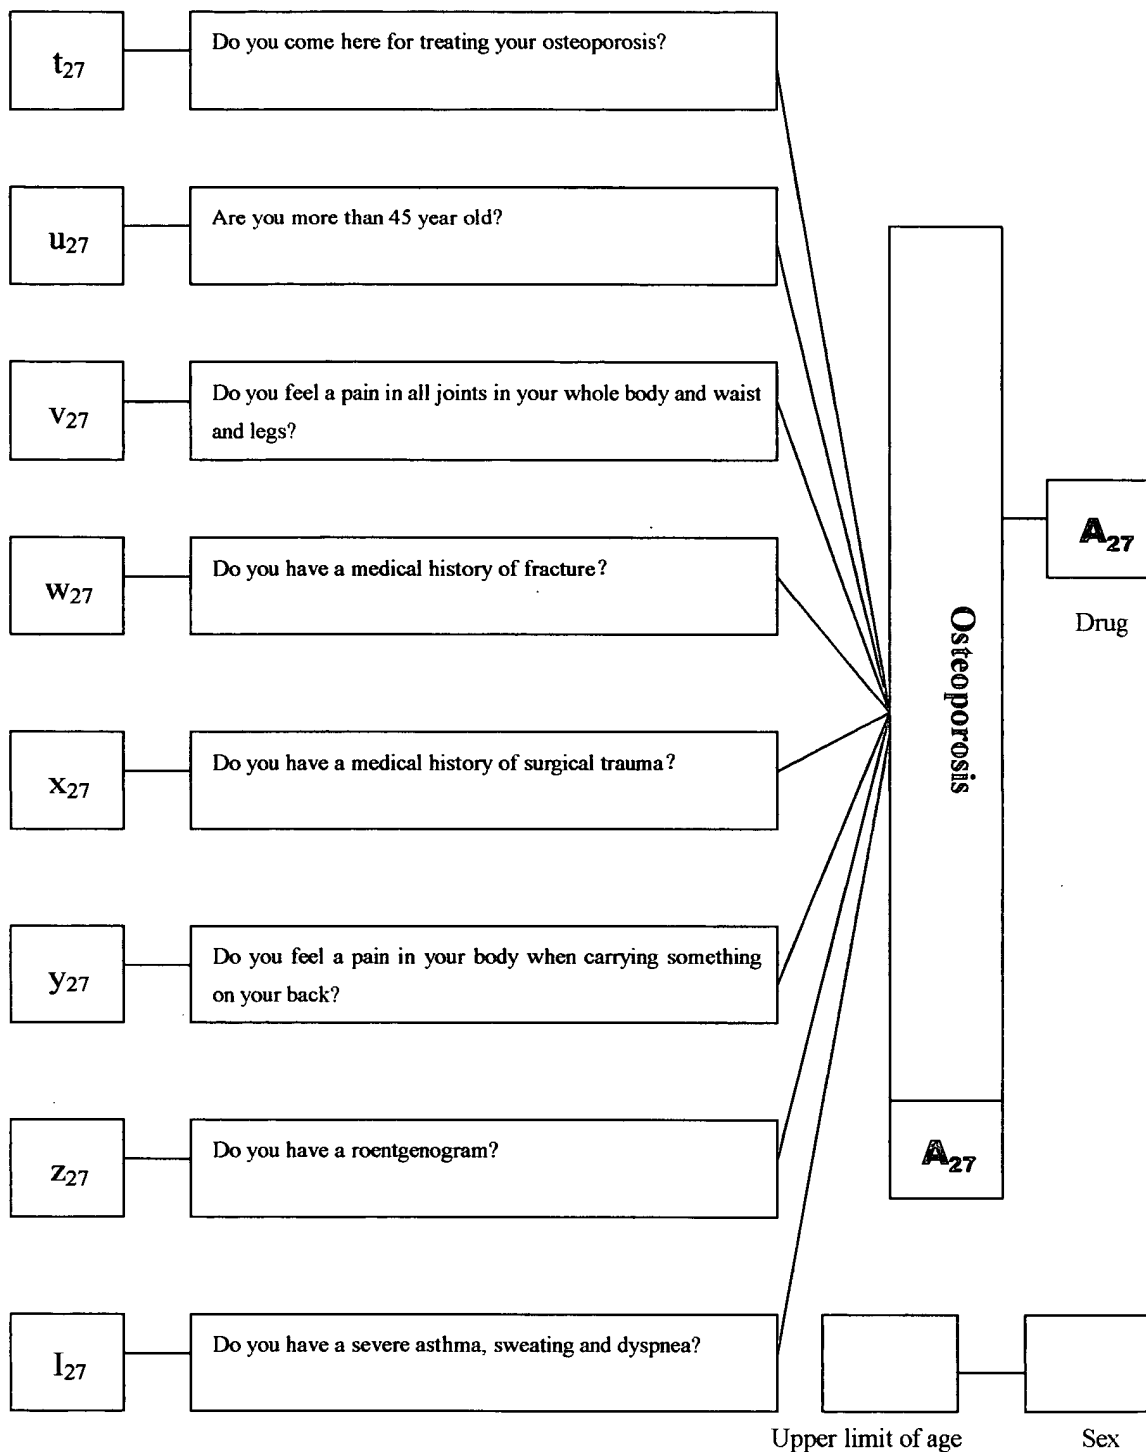 t27
Do you come here for treating your osteoporosis?
u27
Are you more than 45 year old?
v27
Do you feel a pain in all joints in your whole body and waist
and legs?
w27
Do you have a medical history of fracture?
x27
Do you have a medical history of surgical trauma?
y27
Do you feel a pain in your body when carrying something
on your back?
z27
Do you have a roentgenogram?
I27
Do you have a severe asthma, sweating and dyspnea?
Osteoporosis
A27
A27
Drug
Upper limit of age
Sex